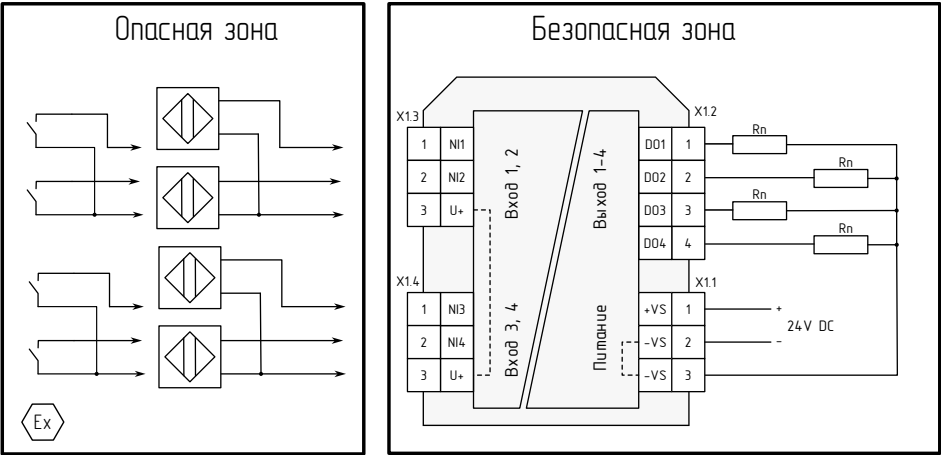 Опасная зона
Безопасная зона
X1.3
1 NI1
2 NI2
3 U+
Вход 1, 2
X1.4
1 NI3
2 NI4
3 U+
Вход 3, 4
X1.2
DO1 1
DO2 2
DO3 3
DO4 4
Выход 1-4
Rn
Rn
Rn
Rn
X1.1
+VS 1
-VS 2
-VS 3
Питание
+
24V DC
-
Ex